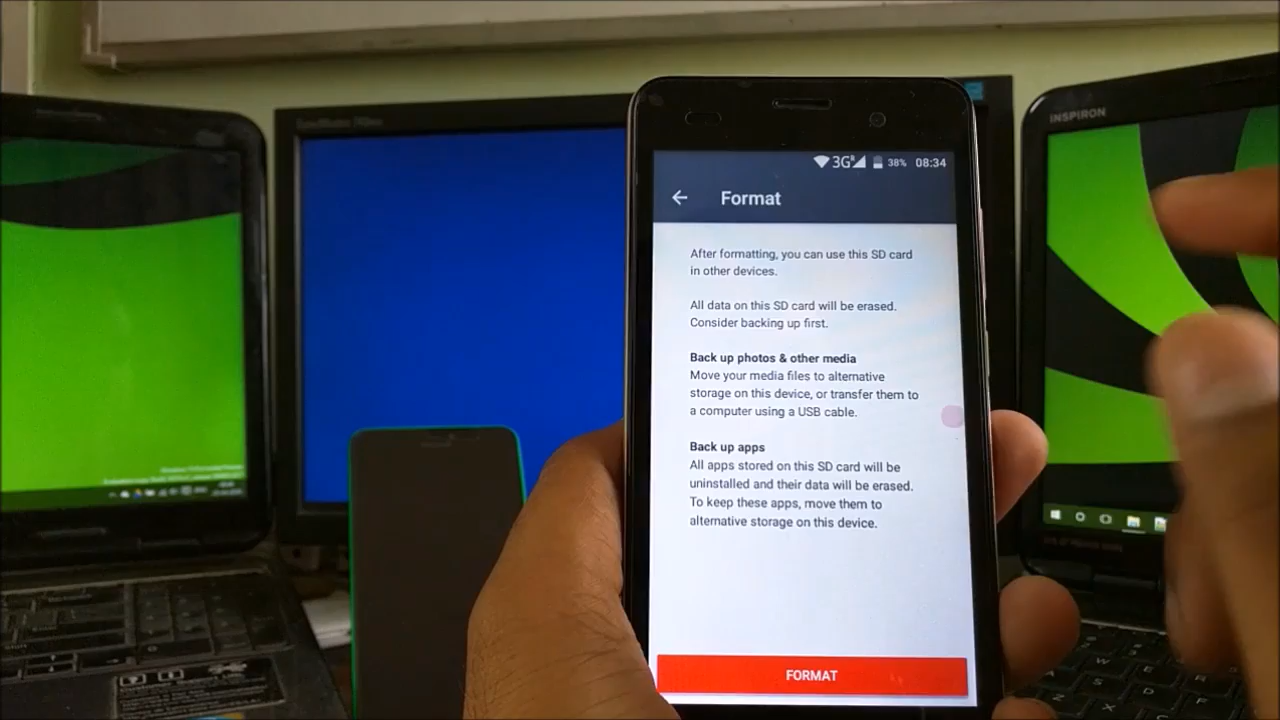 INSPIRON
3G
38%
08:34
Format
After formatting, you can use this SD card
in other devices.
All data on this SD card will be erased.
Consider backing up first.
Back up photos & other media
Move your media files to alternative
storage on this device, or transfer them to
a computer using a USB cable.
Back up apps
All apps stored on this SD card will be
uninstalled and their data will be erased.
To keep these apps, move them to
alternative storage on this device.
FORMAT